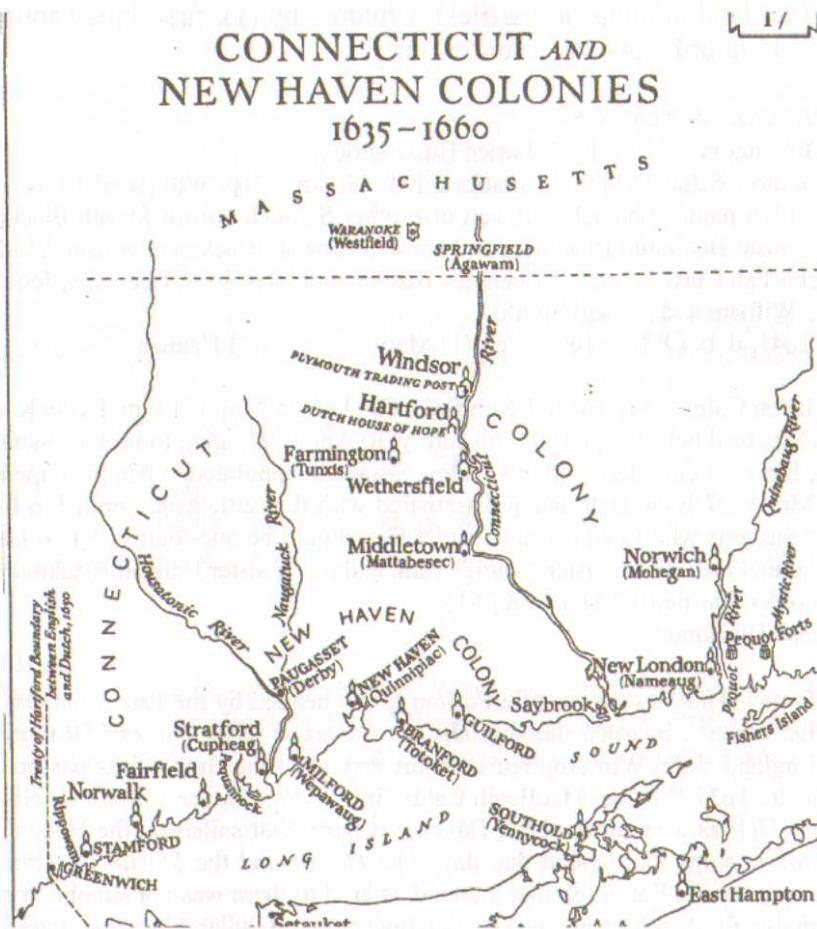 17
CONNECTICUT AND
NEW HAVEN COLONIES
1635–1660
MASSACHUSETTS
WARANOKE
(Westfield)
SPRINGFIELD
(Agawam)
Windsor
PLYMOUTH TRADING POST
Hartford
DUTCH HOUSE OF HOPE
Farmington
(Tunxis)
Wethersfield
Middletown
(Mattabesec)
Connecticut
River
CONNECTICUT
COLONY
Quinebaug River
Norwich
(Mohegan)
Pequot River
Pequot Forts
New London
(Nameaug)
Saybrook
Fishers Island
Housatonic
River
Naugatuck
River
NEW HAVEN
COLONY
Treaty of Hartford Boundary
between English
and Dutch, 1650
PAUGASSET
(Derby)
NEW HAVEN
(Quinnipiac)
BRANFORD
(Totoket)
GUILFORD
Stratford
(Cupheag)
MILFORD
(Wepawaug)
Fairfield
Norwalk
STAMFORD
GREENWICH
LONG ISLAND
SOUND
SOUTHOLD
(Yennycock)
East Hampton
Setauket